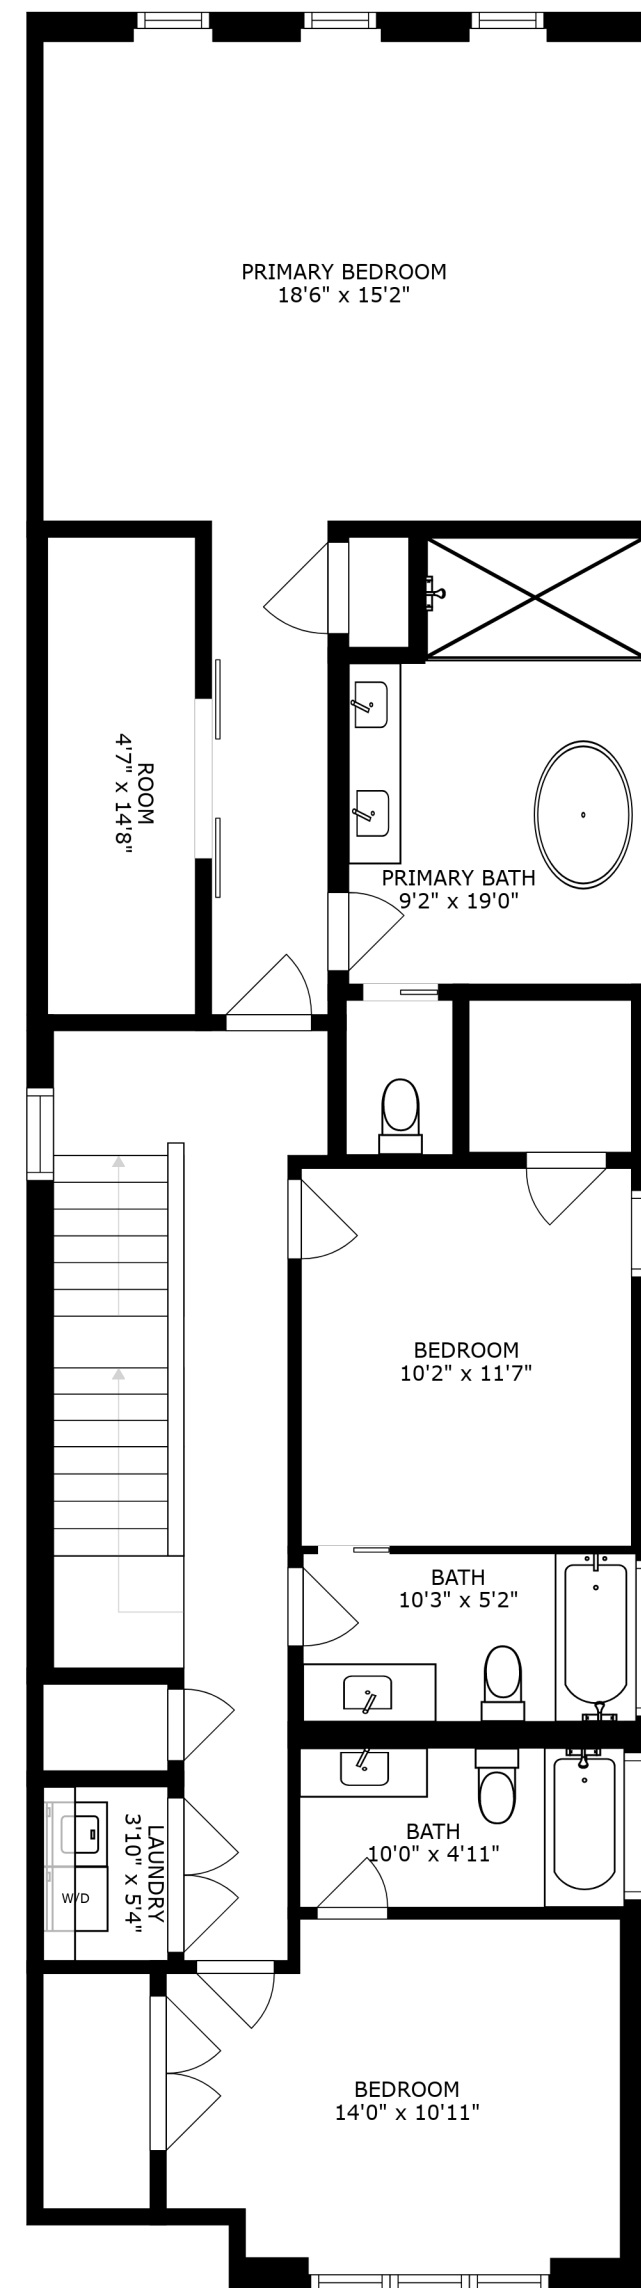 PRIMARY BEDROOM
18'6" x 15'2"
ROOM
4'7" x 14'8"
PRIMARY BATH
9'2" x 19'0"
BEDROOM
10'2" x 11'7"
BATH
10'3" x 5'2"
BATH
10'0" x 4'11"
LAUNDRY
3'10" x 5'4"
W/D
BEDROOM
14'0" x 10'11"